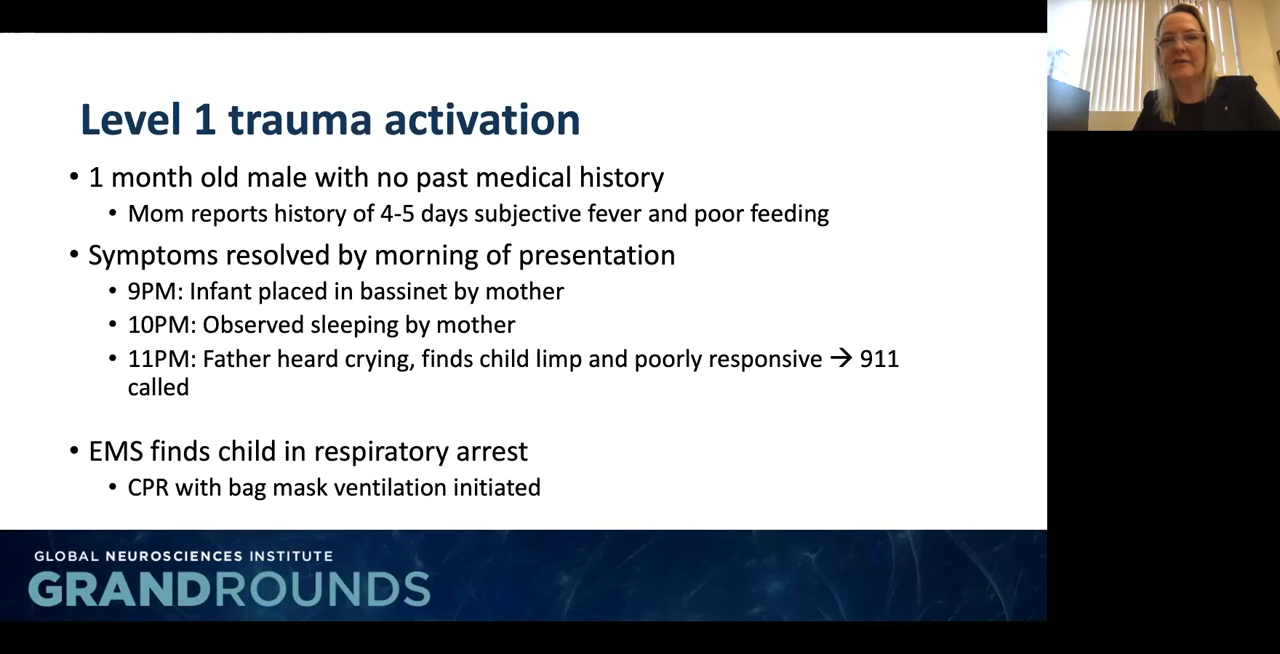 Level 1 trauma activation
• 1 month old male with no past medical history
• Mom reports history of 4-5 days subjective fever and poor feeding
• Symptoms resolved by morning of presentation
• 9PM: Infant placed in bassinet by mother
• 10PM: Observed sleeping by mother
• 11PM: Father heard crying, finds child limp and poorly responsive → 911
called
• EMS finds child in respiratory arrest
• CPR with bag mask ventilation initiated
GLOBAL NEUROSCIENCES INSTITUTE
GRANDROUNDS